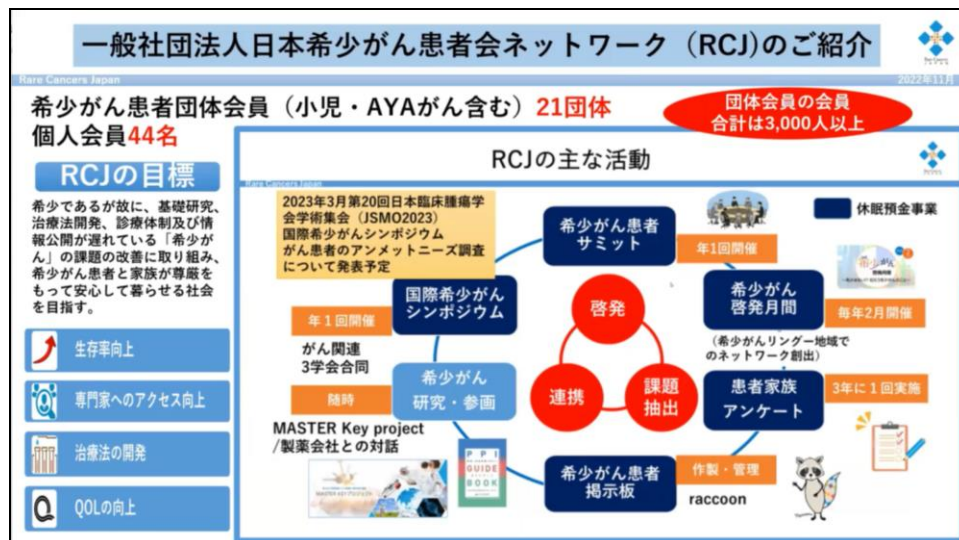 一般社団法人日本希少がん患者会ネットワーク（RCJ)のご紹介
Rare Cancers Japan
2022年11月
希少がん患者団体会員（小児・AYAがん含む）21団体
個人会員44名
団体会員の会員
合計は3,000人以上
RCJの目標
希少であるが故に、基礎研究、
治療法開発、診療体制及び情
報公開が遅れている「希少が
ん」の課題の改善に取り組み、
希少がん患者と家族が尊厳を
もって安心して暮らせる社会
を目指す。
生存率向上
専門家へのアクセス向上
治療法の開発
QOLの向上
RCJの主な活動
Rare Cancers Japan
2023年3月第20回日本臨床腫瘍学
会学術集会（JSMO2023）
国際希少がんシンポジウム
がん患者のアンメットニーズ調査
について発表予定
希少がん患者
サミット
年1回開催
休眠預金事業
希少がん
啓発月間
毎年2月開催
（希少がんリングー地域で
のネットワーク創出）
患者家族
アンケート
3年に１回実施
希少がん患者
掲示板
作製・管理
raccoon
国際希少がん
シンポジウム
年１回開催
がん関連
3学会合同
希少がん
研究・参画
随時
MASTER Key project
/製薬会社との対話
啓発
連携
課題
抽出
PPI
GUIDE
BOOK
MASTER KEYプロジェクト
希少がん